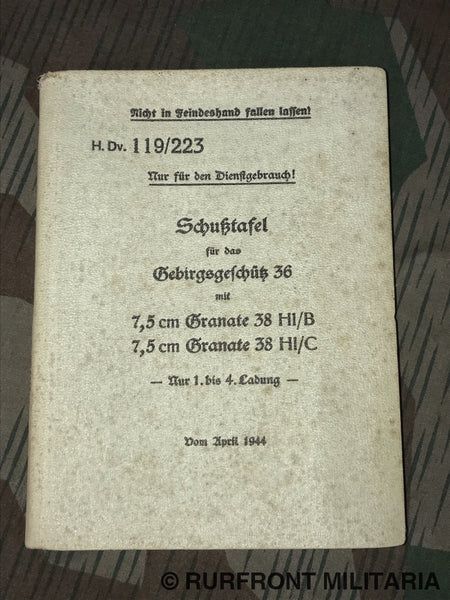 Nicht in Feindeshand fallen lassen!
H. Dv. 119/223
Nur für den Dienstgebrauch!
Schußtafel
für das
Gebirgsgeschütz 36
mit
7,5 cm Granate 38 Hl/B
7,5 cm Granate 38 Hl/C
— Nur 1. bis 4. Ladung —
Vom April 1944
© RURFRONT MILITARIA